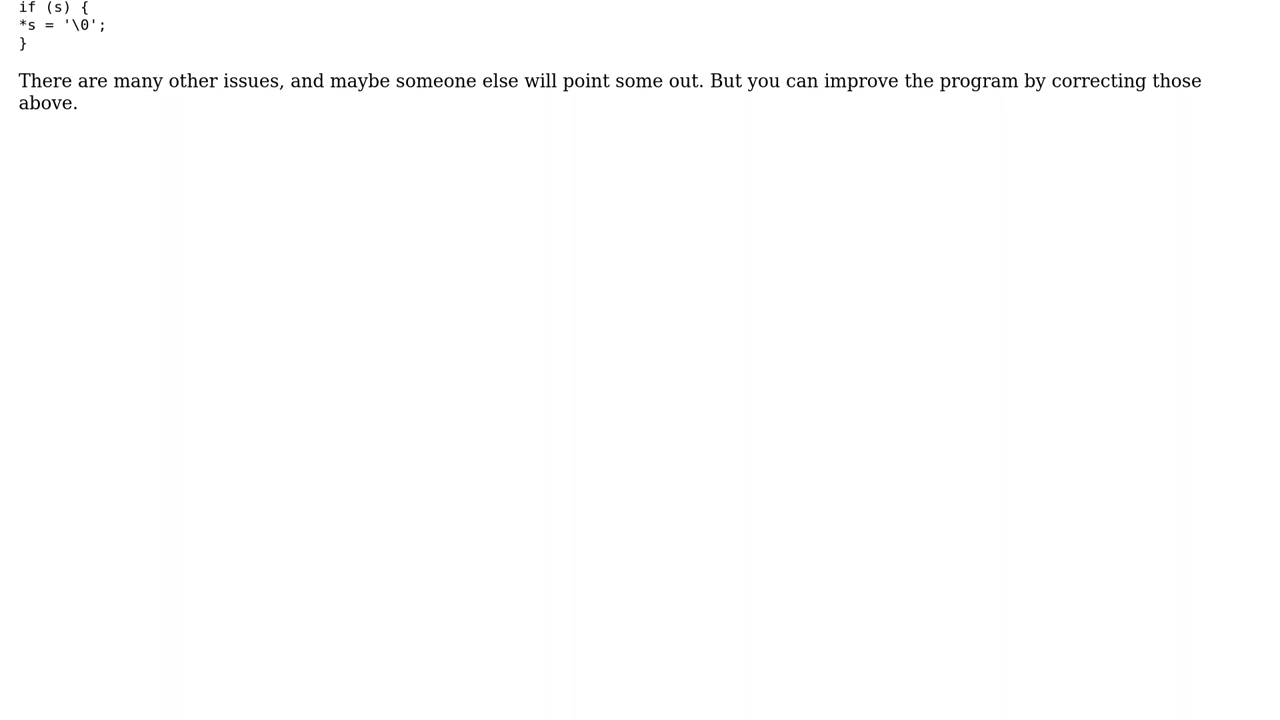 if (s) {
*s = '\0';
}
There are many other issues, and maybe someone else will point some out. But you can improve the program by correcting those
above.